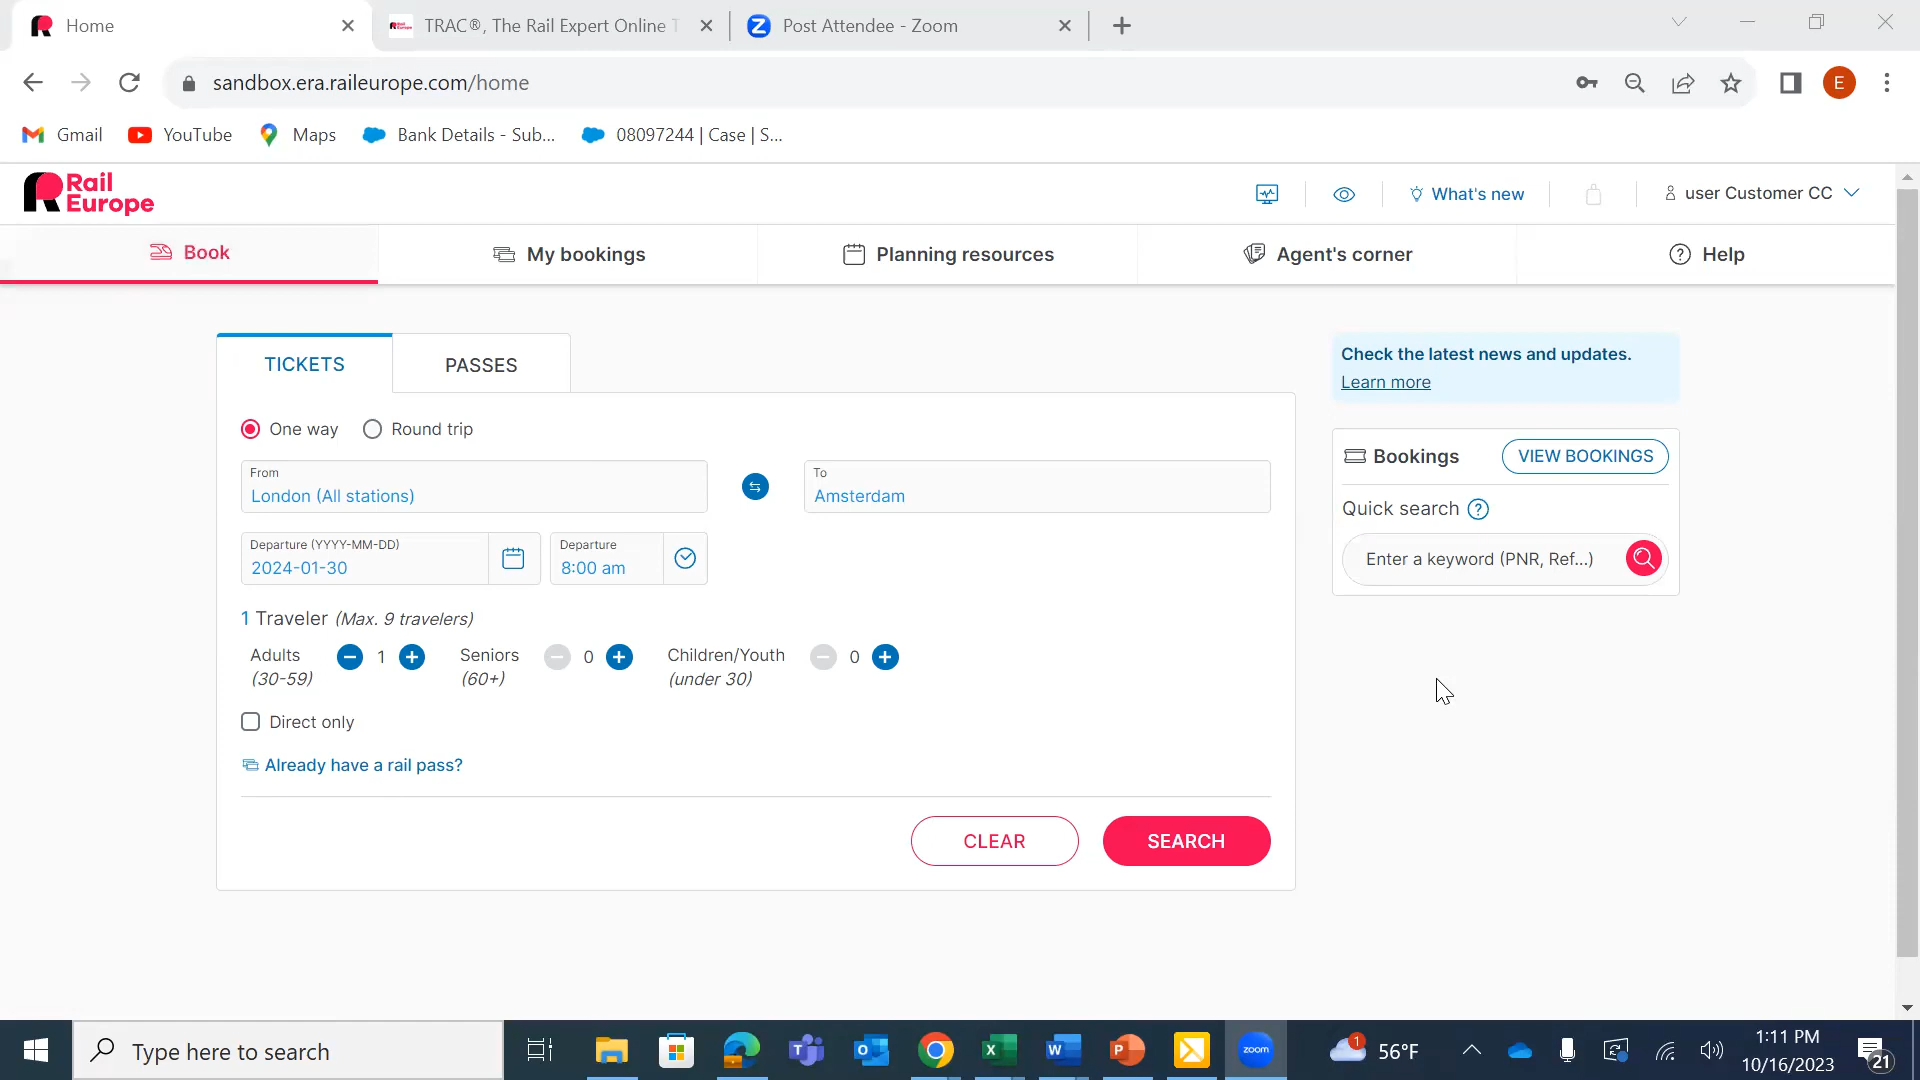 Home
TRAC®, The Rail Expert Online T
Post Attendee - Zoom
sandbox.era.raileurope.com/home
E
Gmail
YouTube
Maps
Bank Details - Sub...
08097244 | Case | S...
Rail
Europe
What's new
user Customer CC
Book
My bookings
Planning resources
Agent's corner
Help
TICKETS
PASSES
One way
Round trip
From
London (All stations)
To
Amsterdam
Departure (YYYY-MM-DD)
2024-01-30
Departure
8:00 am
1 Traveler (Max. 9 travelers)
Adults
(30-59)
1
Seniors
(60+)
0
Children/Youth
(under 30)
0
Direct only
Already have a rail pass?
CLEAR
SEARCH
Check the latest news and updates.
Learn more
Bookings
VIEW BOOKINGS
Quick search
Enter a keyword (PNR, Ref...)
Type here to search
zoom
1
56°F
1:11 PM
10/16/2023
21